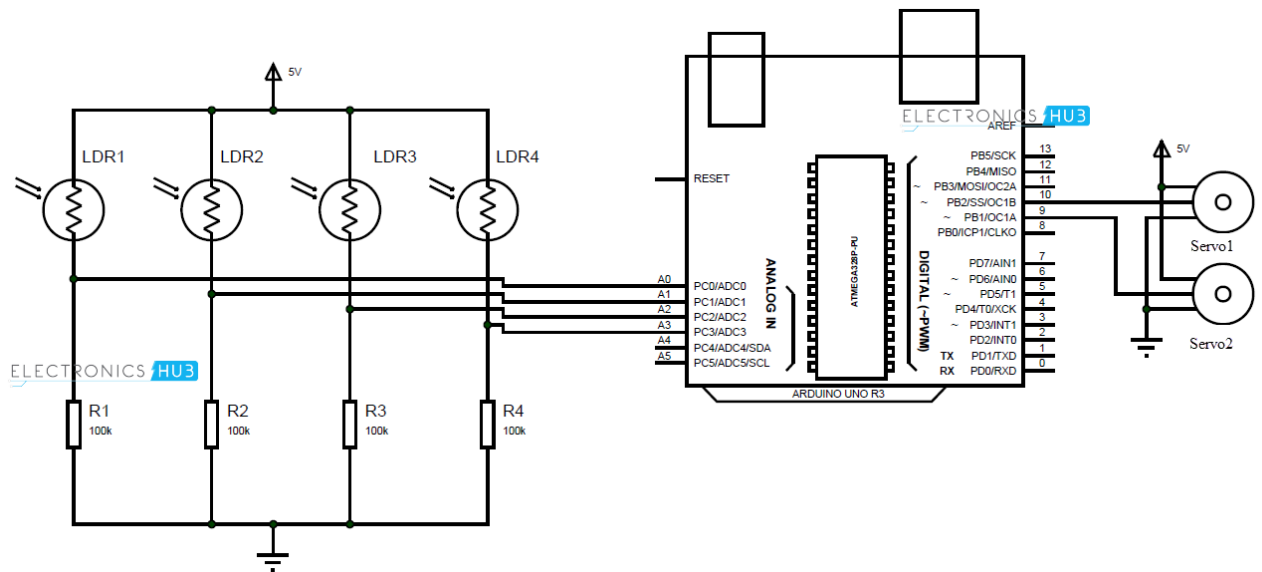 5V
LDR1
LDR2
LDR3
LDR4
ELECTRONICS HUB
R1
100k
R2
100k
R3
100k
R4
100k
ELECTRONICS HUB
AREF
RESET
PB5/SCK 13
PB4/MISO 12
~ PB3/MOSI/OC2A 11
~ PB2/SS/OC1B 10
~ PB1/OC1A 9
PB0/ICP1/CLKO 8
PD7/AIN1 7
~ PD6/AIN0 6
~ PD5/T1 5
PD4/T0/XCK 4
~ PD3/INT1 3
PD2/INT0 2
TX PD1/TXD 1
RX PD0/RXD 0
A0 PC0/ADC0
A1 PC1/ADC1
A2 PC2/ADC2
A3 PC3/ADC3
A4 PC4/ADC4/SDA
A5 PC5/ADC5/SCL
ANALOG IN
ATMEGA328P-PU
DIGITAL (~PWM)
ARDUINO UNO R3
5V
Servo1
Servo2